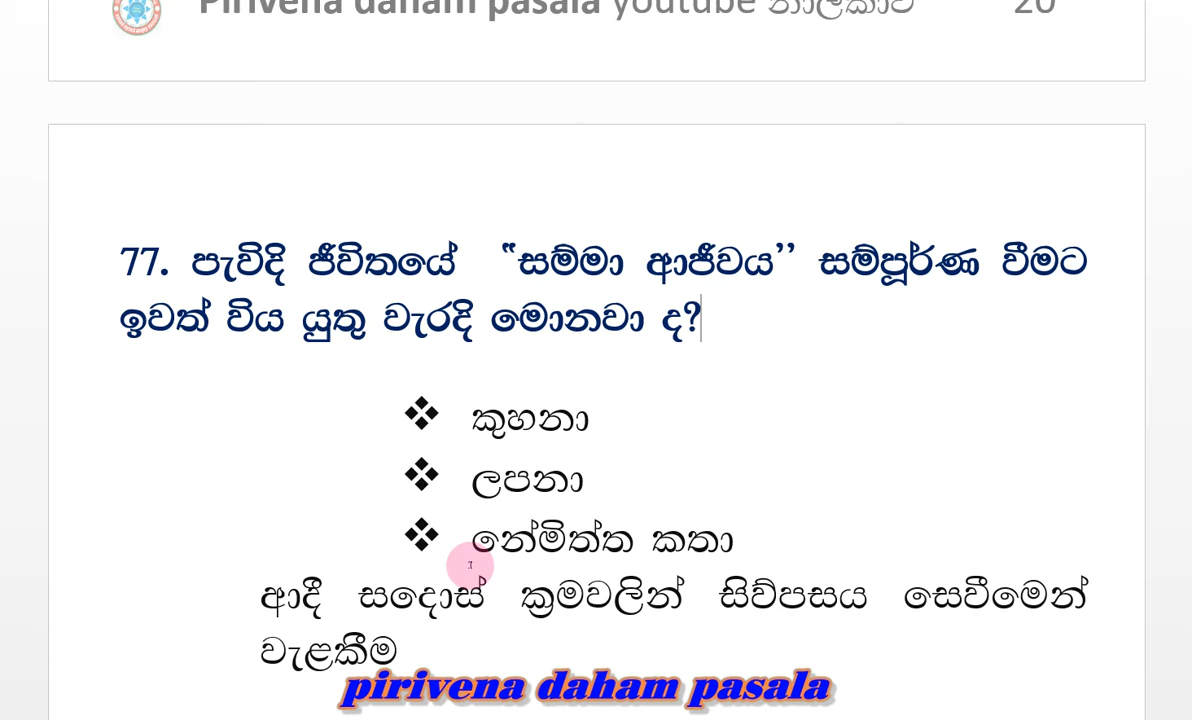 Pirivena daham pasala youtube නාලිකාව 20
77. පැවිදි ජීවිතයේ “සම්මා ආජීවය’’ සම්පූර්ණ වීමට
ඉවත් විය යුතු වැරදි මොනවා ද?
❖ කුහනා
❖ ලපනා
❖ නේමිත්ත කතා
ආදී සදොස් ක්‍රමවලින් සිව්පසය සෙවීමෙන්
වැළකීම
pirivena daham pasala